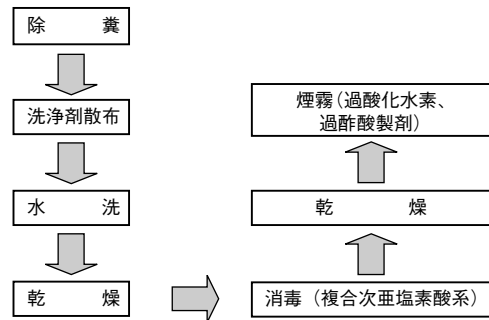 除　　糞
洗浄剤散布
水　　洗
乾　　燥
消毒（複合次亜塩素酸系）
乾　　燥
煙霧（過酸化水素、
過酢酸製剤）